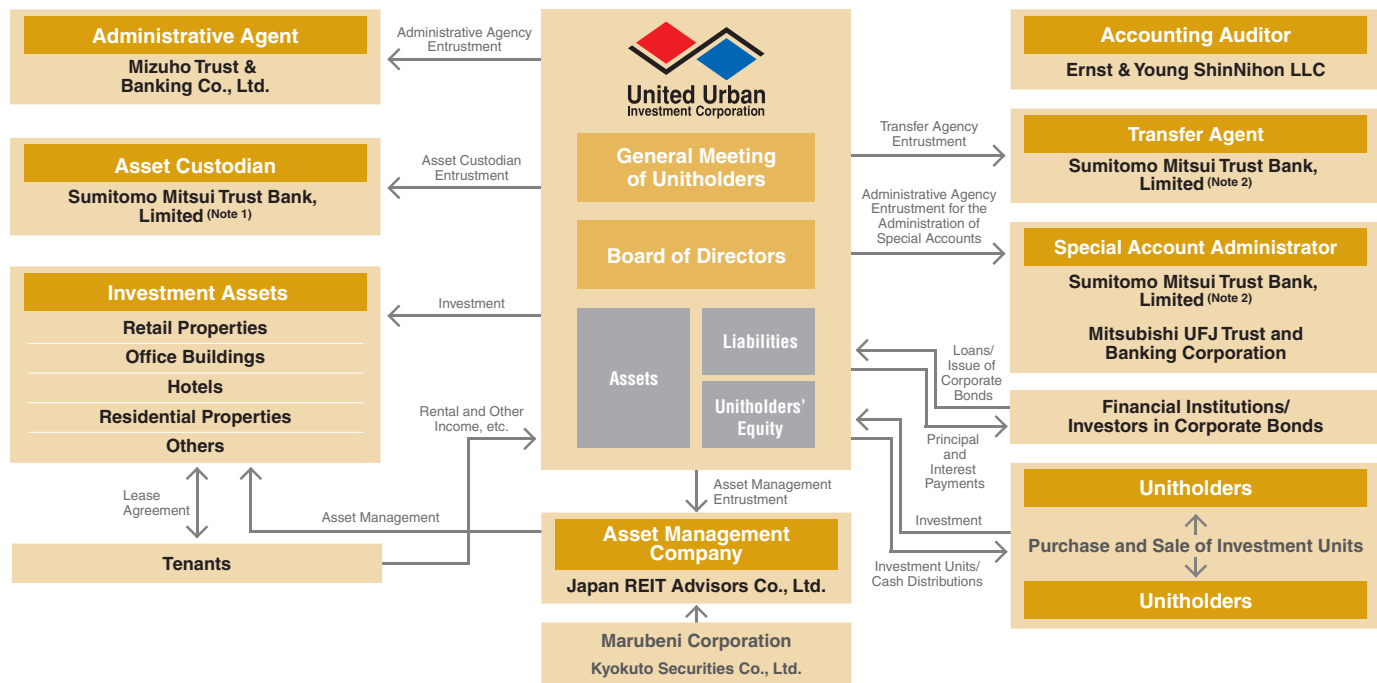 Administrative Agent
Mizuho Trust &
Banking Co., Ltd.
Administrative Agency
Entrustment
Asset Custodian
Sumitomo Mitsui Trust Bank,
Limited (Note 1)
Asset Custodian
Entrustment
Investment Assets
Retail Properties
Office Buildings
Hotels
Residential Properties
Others
Investment
Rental and Other
Income, etc.
Lease
Agreement
Asset Management
Tenants
United Urban
Investment Corporation
General Meeting
of Unitholders
Board of Directors
Assets
Liabilities
Unitholders'
Equity
Asset Management
Entrustment
Asset Management
Company
Japan REIT Advisors Co., Ltd.
Marubeni Corporation
Kyokuto Securities Co., Ltd.
Accounting Auditor
Ernst & Young ShinNihon LLC
Transfer Agency
Entrustment
Transfer Agent
Sumitomo Mitsui Trust Bank,
Limited (Note 2)
Administrative Agency
Entrustment for the
Administration of
Special Accounts
Special Account Administrator
Sumitomo Mitsui Trust Bank,
Limited (Note 2)
Mitsubishi UFJ Trust and
Banking Corporation
Loans/
Issue of
Corporate
Bonds
Financial Institutions/
Investors in Corporate Bonds
Principal
and
Interest
Payments
Investment
Investment Units/
Cash Distributions
Unitholders
Purchase and Sale of Investment Units
Unitholders